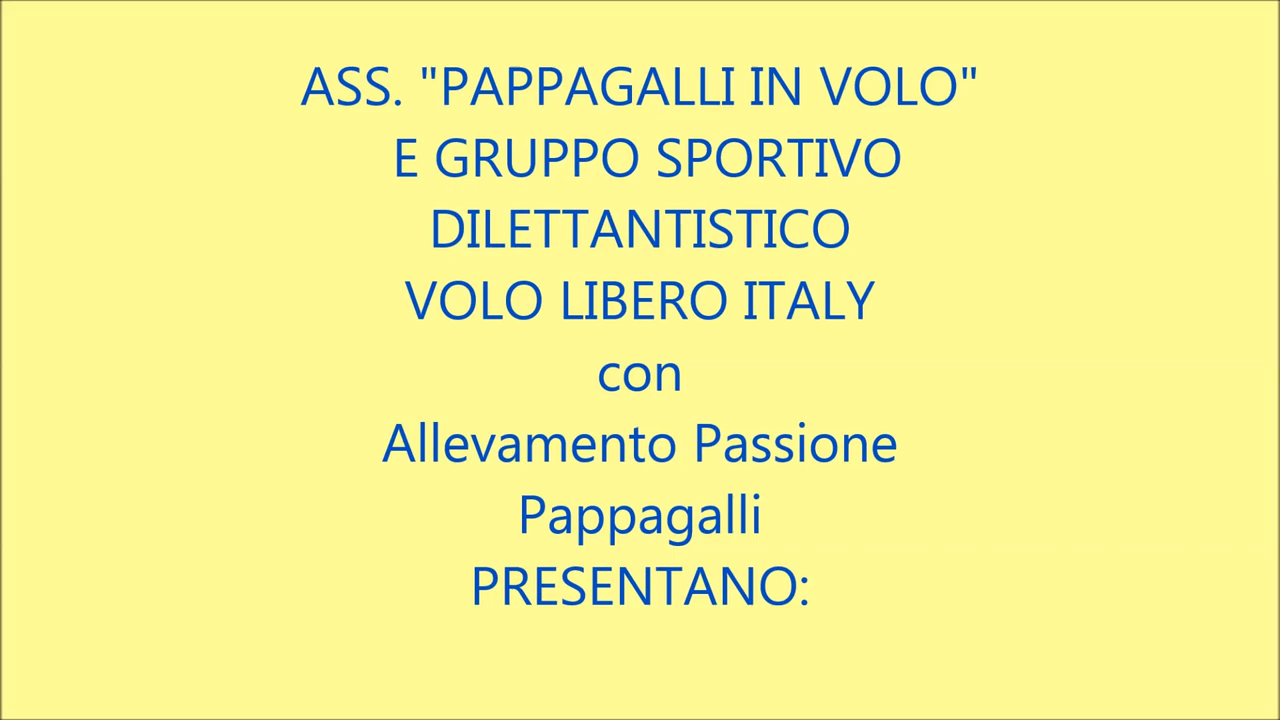 ASS. "PAPPAGALLI IN VOLO"
E GRUPPO SPORTIVO
DILETTANTISTICO
VOLO LIBERO ITALY
con
Allevamento Passione
Pappagalli
PRESENTANO: